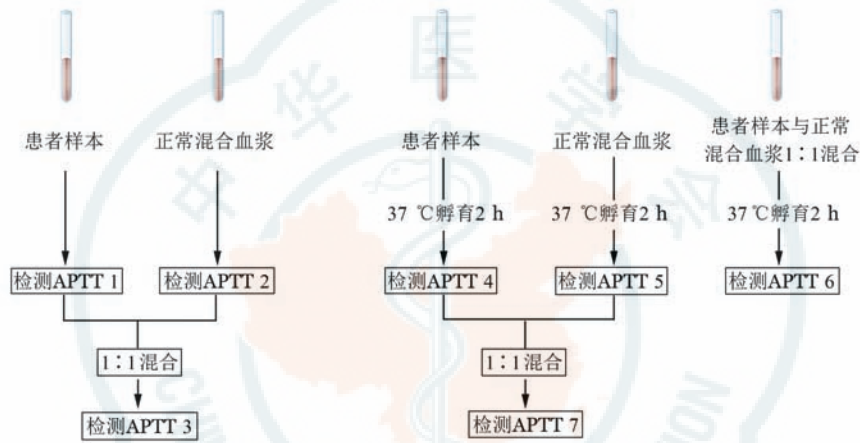 中 华 医 学 会
患者样本
正常混合血浆
患者样本
正常混合血浆
患者样本与正常
混合血浆1∶1混合
37 ℃孵育2 h
37 ℃孵育2 h
37 ℃孵育2 h
检测APTT 1
检测APTT 2
检测APTT 4
检测APTT 5
检测APTT 6
1∶1混合
1∶1混合
检测APTT 3
检测APTT 7